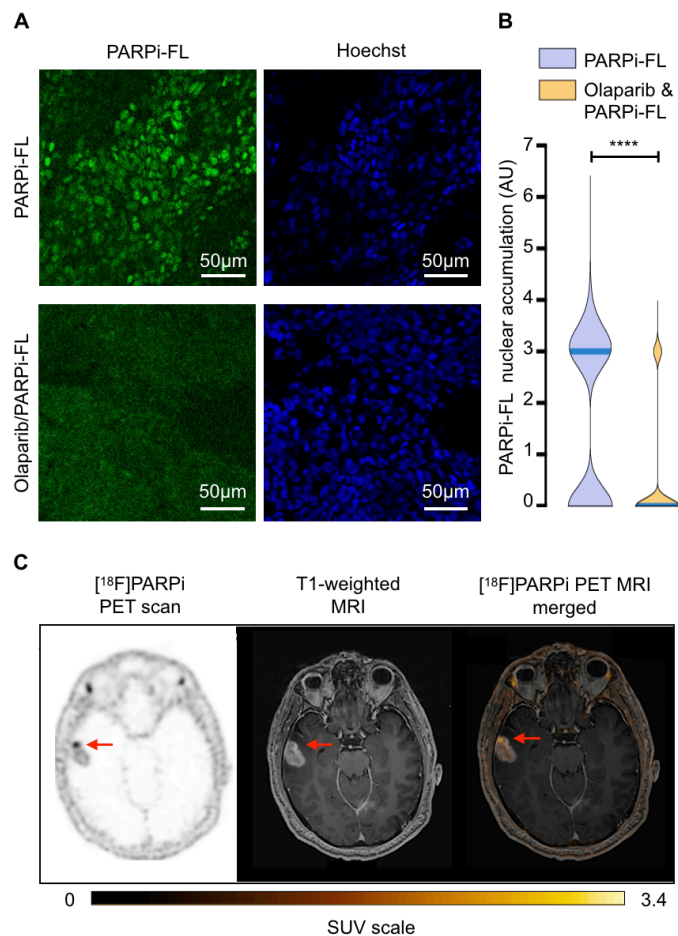 A
PARPi-FL
Hoechst
PARPi-FL
50µm
50µm
Olaparib/PARPi-FL
50µm
50µm
B
PARPi-FL
Olaparib &
PARPi-FL
PARPi-FL nuclear accumulation (AU)
7
6
5
4
3
2
1
0
****
C
[¹⁸F]PARPi
PET scan
T1-weighted
MRI
[¹⁸F]PARPi PET MRI
merged
0
3.4
SUV scale